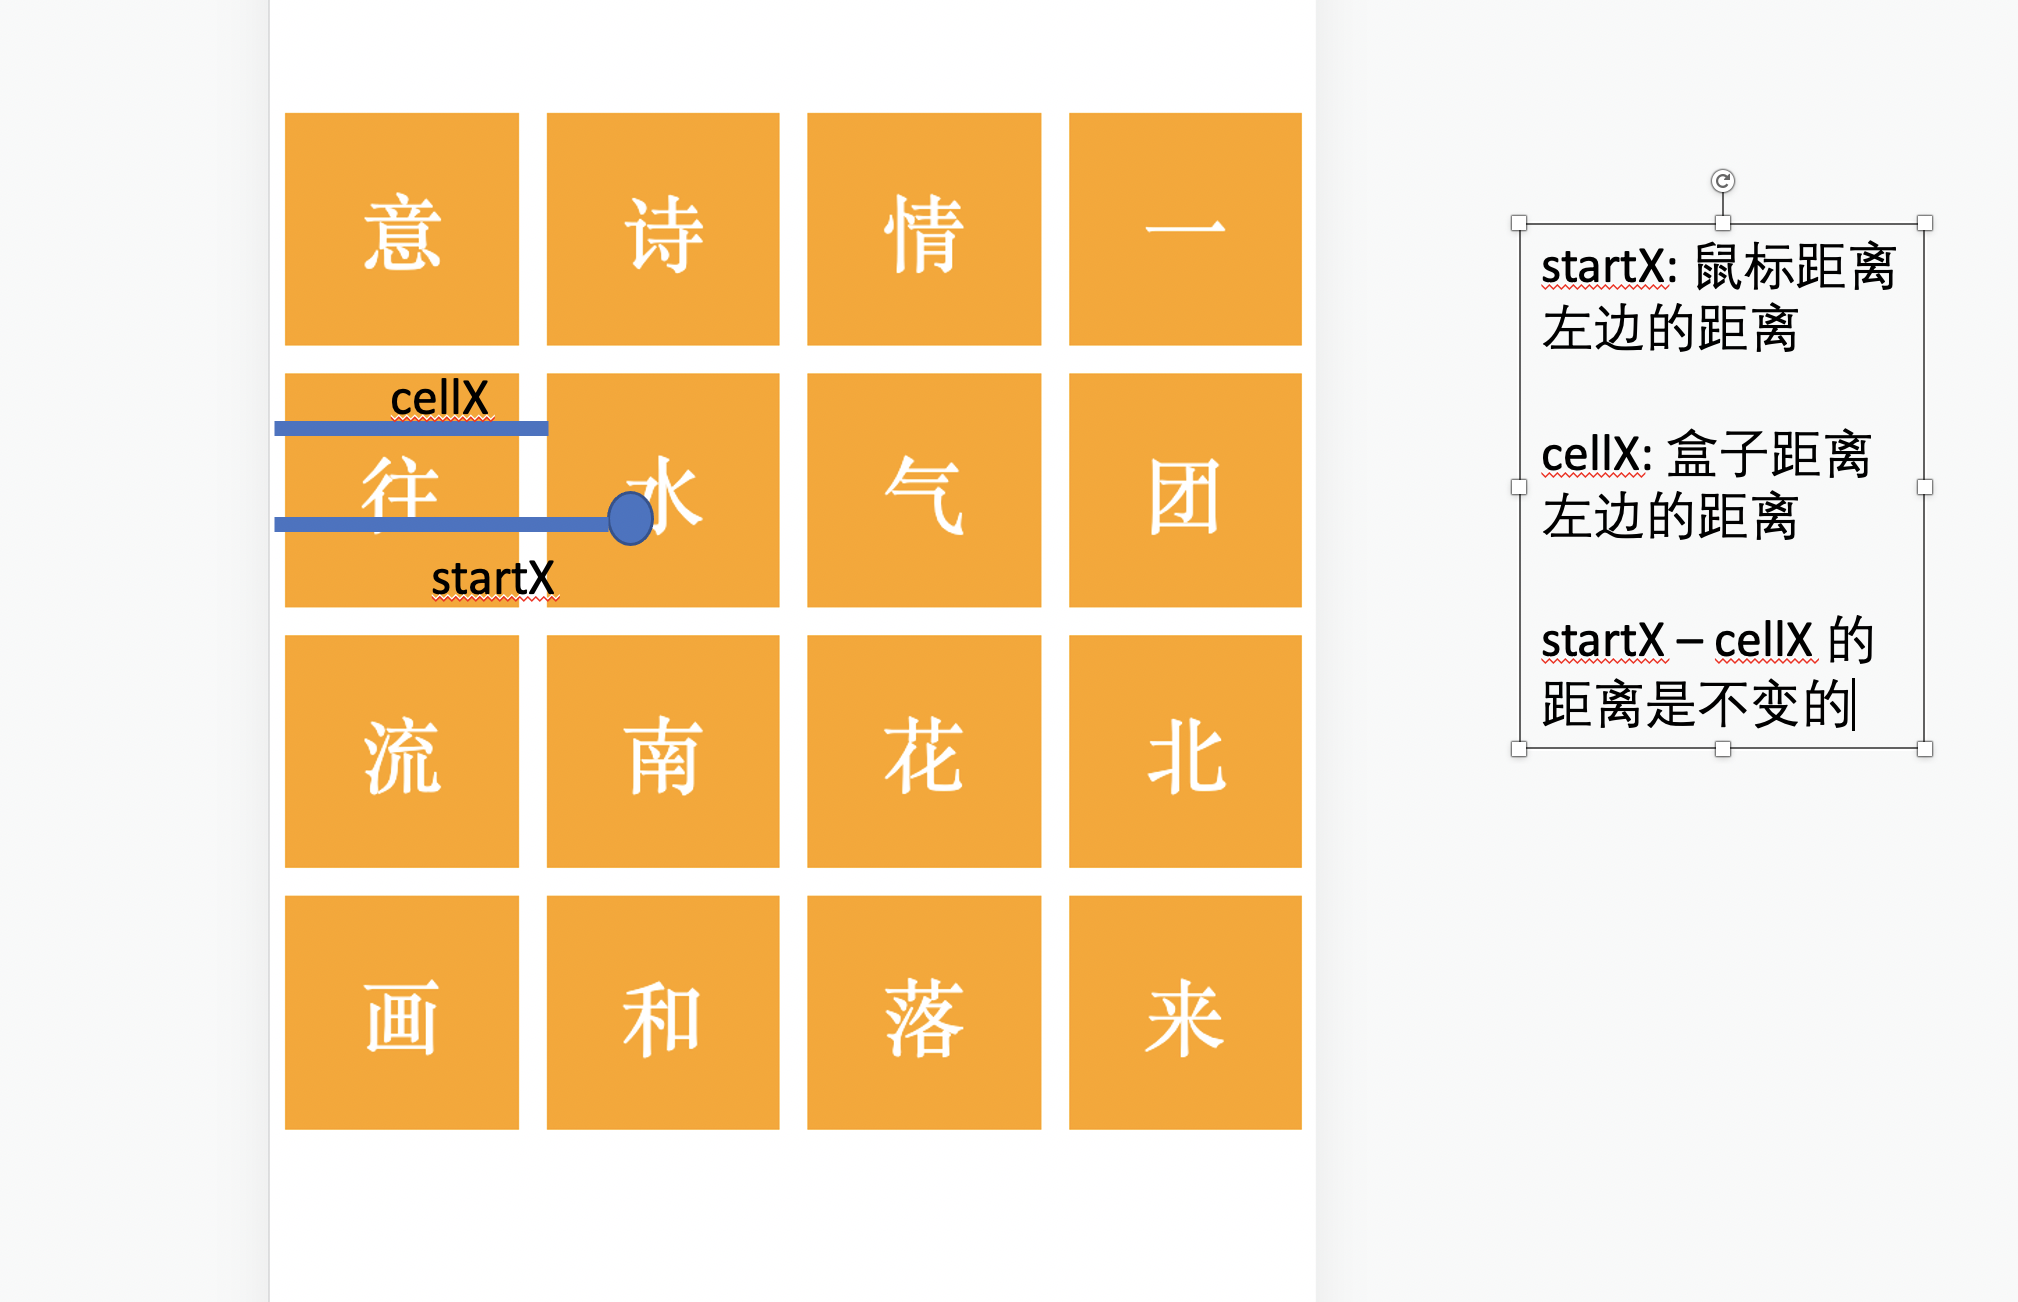 意 诗 情 一
cellX
往 水 气 团
startX
流 南 花 北
画 和 落 来
startX: 鼠标距离
左边的距离
cellX: 盒子距离
左边的距离
startX – cellX 的
距离是不变的